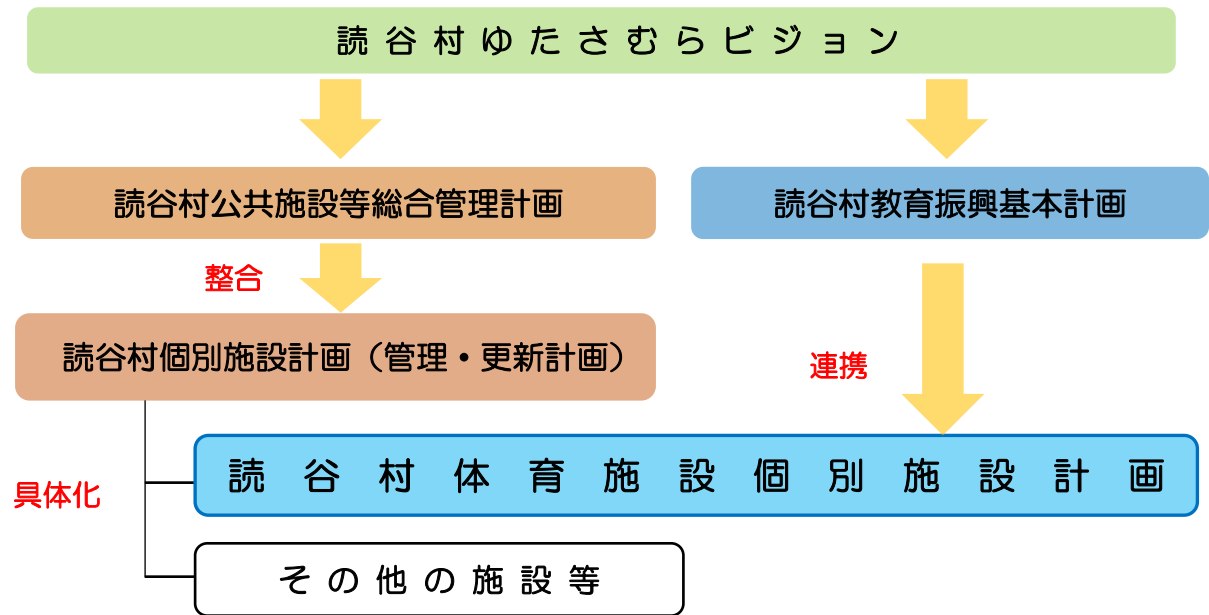 読谷村ゆたさむらビジョン
読谷村公共施設等総合管理計画
読谷村教育振興基本計画
整合
読谷村個別施設計画（管理・更新計画）
連携
読谷村体育施設個別施設計画
具体化
その他の施設等